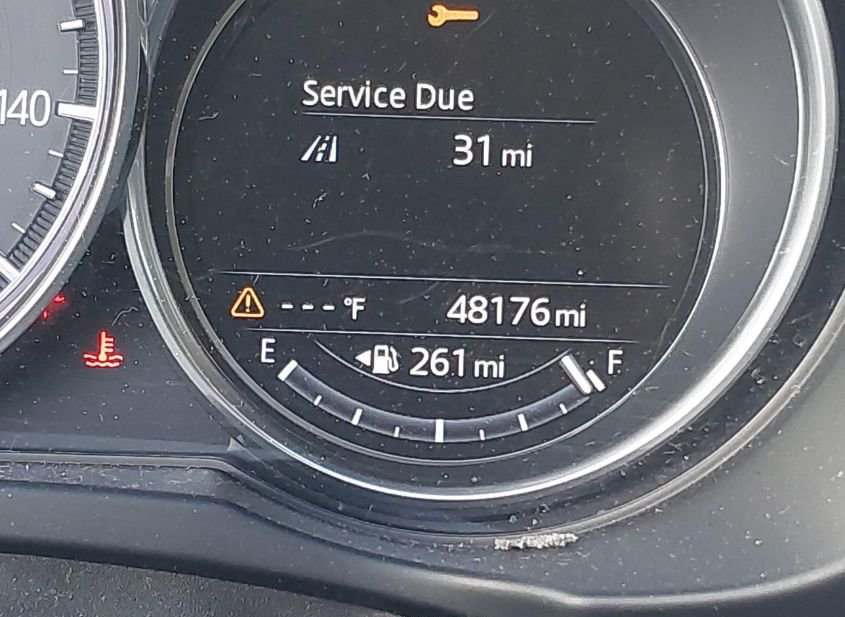 140
Service Due
31 mi
---°F 48176 mi
E 261 mi F